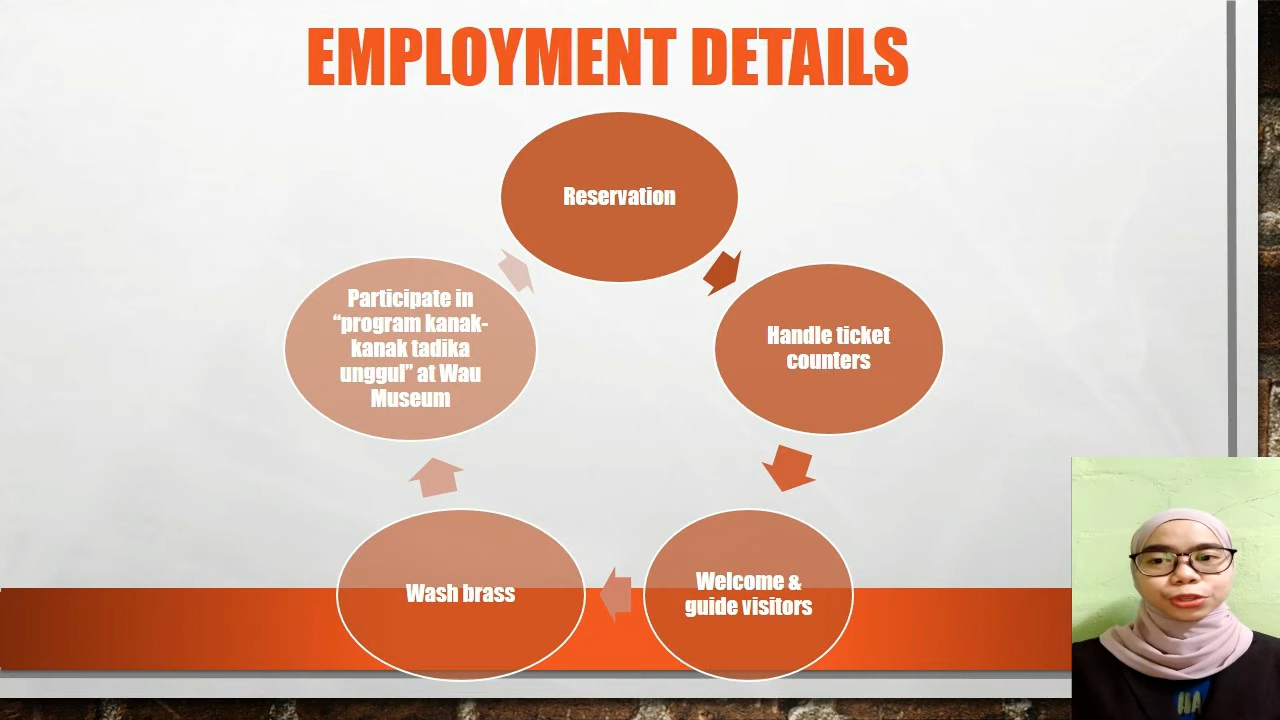 EMPLOYMENT DETAILS
Reservation
Handle ticket
counters
Welcome &
guide visitors
Wash brass
Participate in
“program kanak-
kanak tadika
unggul” at Wau
Museum
HA